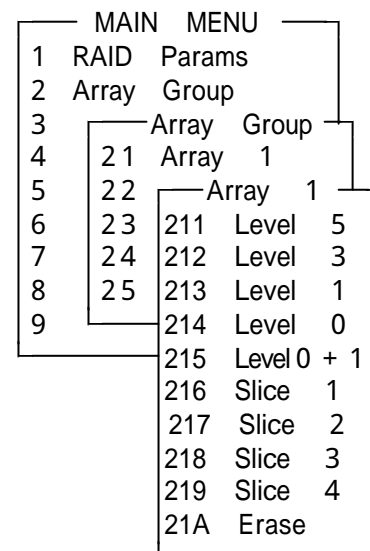 MAIN MENU
1 RAID Params
2 Array Group
3 Array Group
4 21 Array 1
5 22 Array 1
6 23 211 Level 5
7 24 212 Level 3
8 25 213 Level 1
9 214 Level 0
215 Level 0 + 1
216 Slice 1
217 Slice 2
218 Slice 3
219 Slice 4
21A Erase